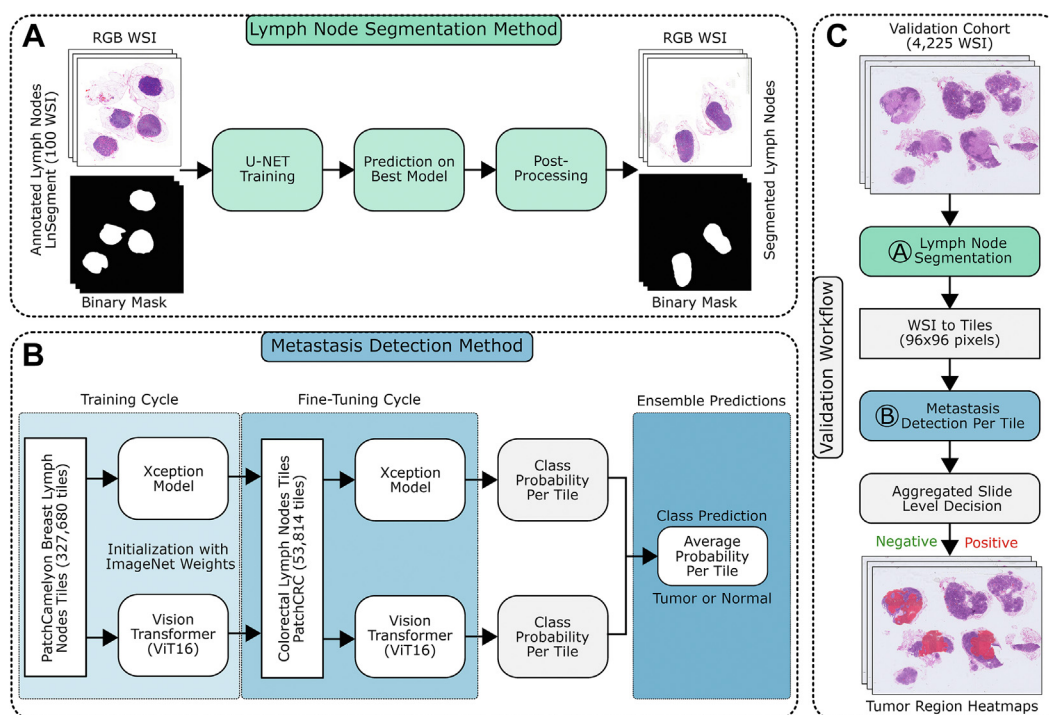 A
Lymph Node Segmentation Method
RGB WSI
Annotated Lymph Nodes
LnSegment (100 WSI)
Binary Mask
U-NET
Training
Prediction on
Best Model
Post-
Processing
RGB WSI
Segmented Lymph Nodes
Binary Mask
B
Metastasis Detection Method
Training Cycle
PatchCamelyon Breast Lymph
Nodes Tiles (327,680 tiles)
Xception
Model
Initialization with
ImageNet Weights
Vision
Transformer
(ViT16)
Fine-Tuning Cycle
Colorectal Lymph Nodes Tiles
PatchCRC (53,814 tiles)
Xception
Model
Vision
Transformer
(ViT16)
Class
Probability
Per Tile
Class
Probability
Per Tile
Ensemble Predictions
Class Prediction
Average
Probability
Per Tile
Tumor or Normal
C
Validation Workflow
Validation Cohort
(4,225 WSI)
A Lymph Node
Segmentation
WSI to Tiles
(96x96 pixels)
B Metastasis
Detection Per Tile
Aggregated Slide
Level Decision
Negative Positive
Tumor Region Heatmaps